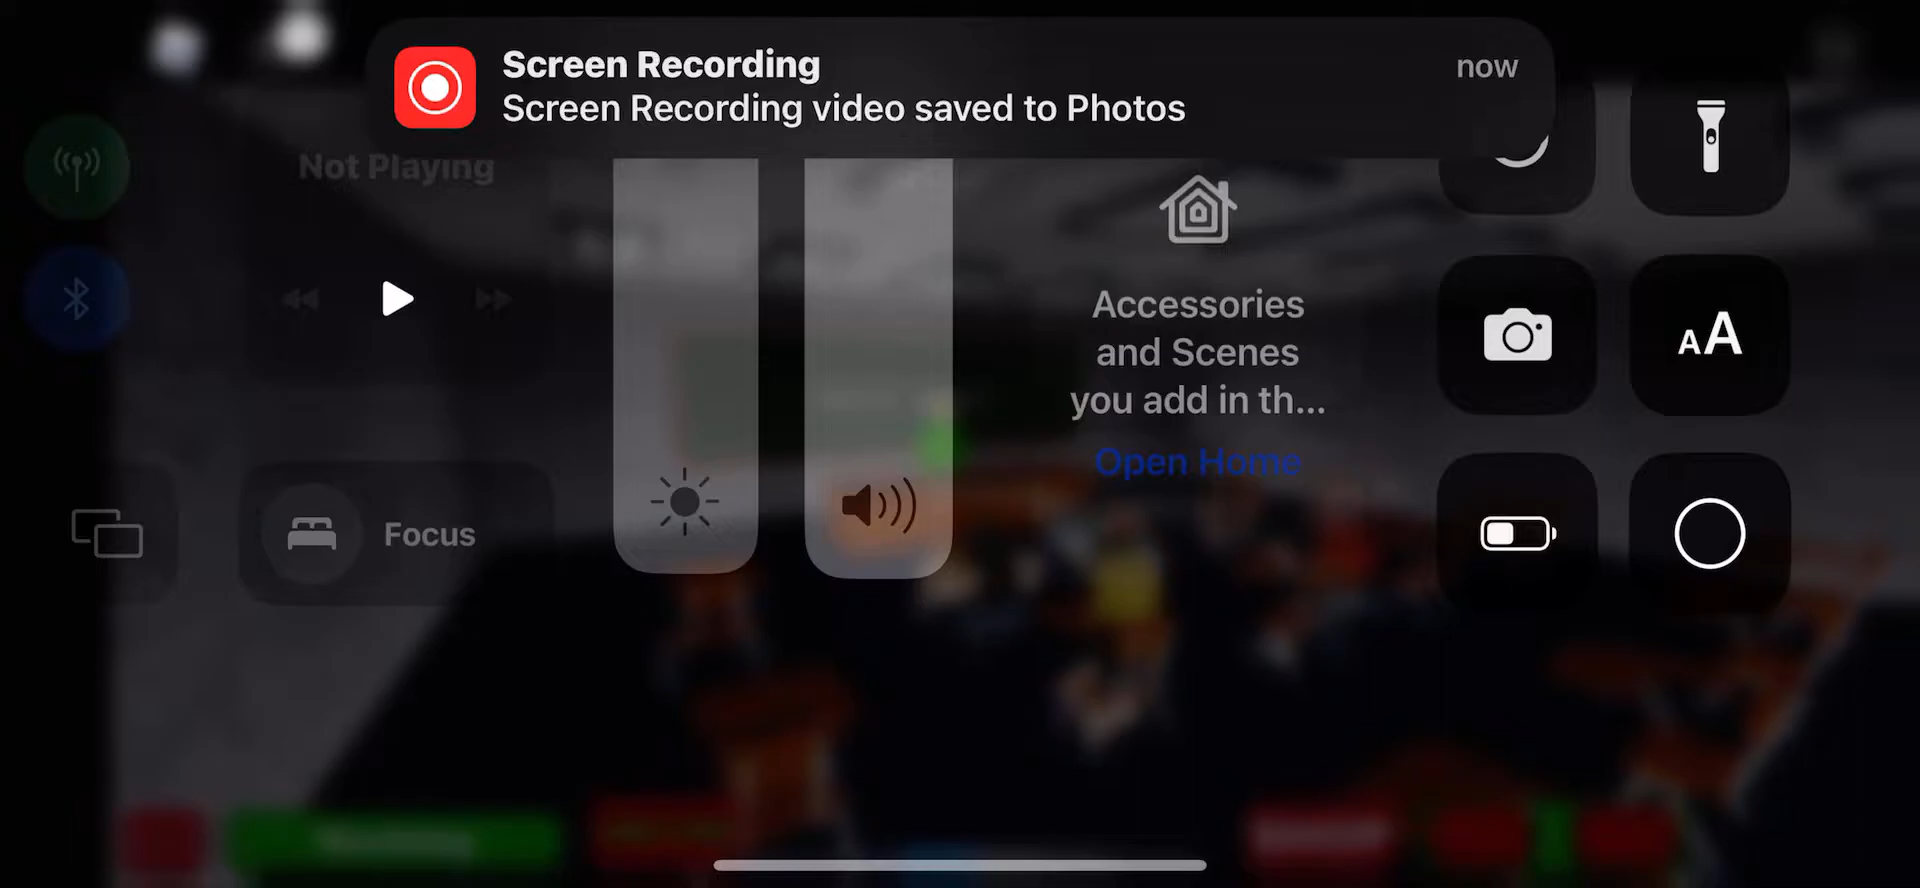 Screen Recording
now
Screen Recording video saved to Photos
Not Playing
Accessories
and Scenes
you add in th...
Open Home
Focus
AA